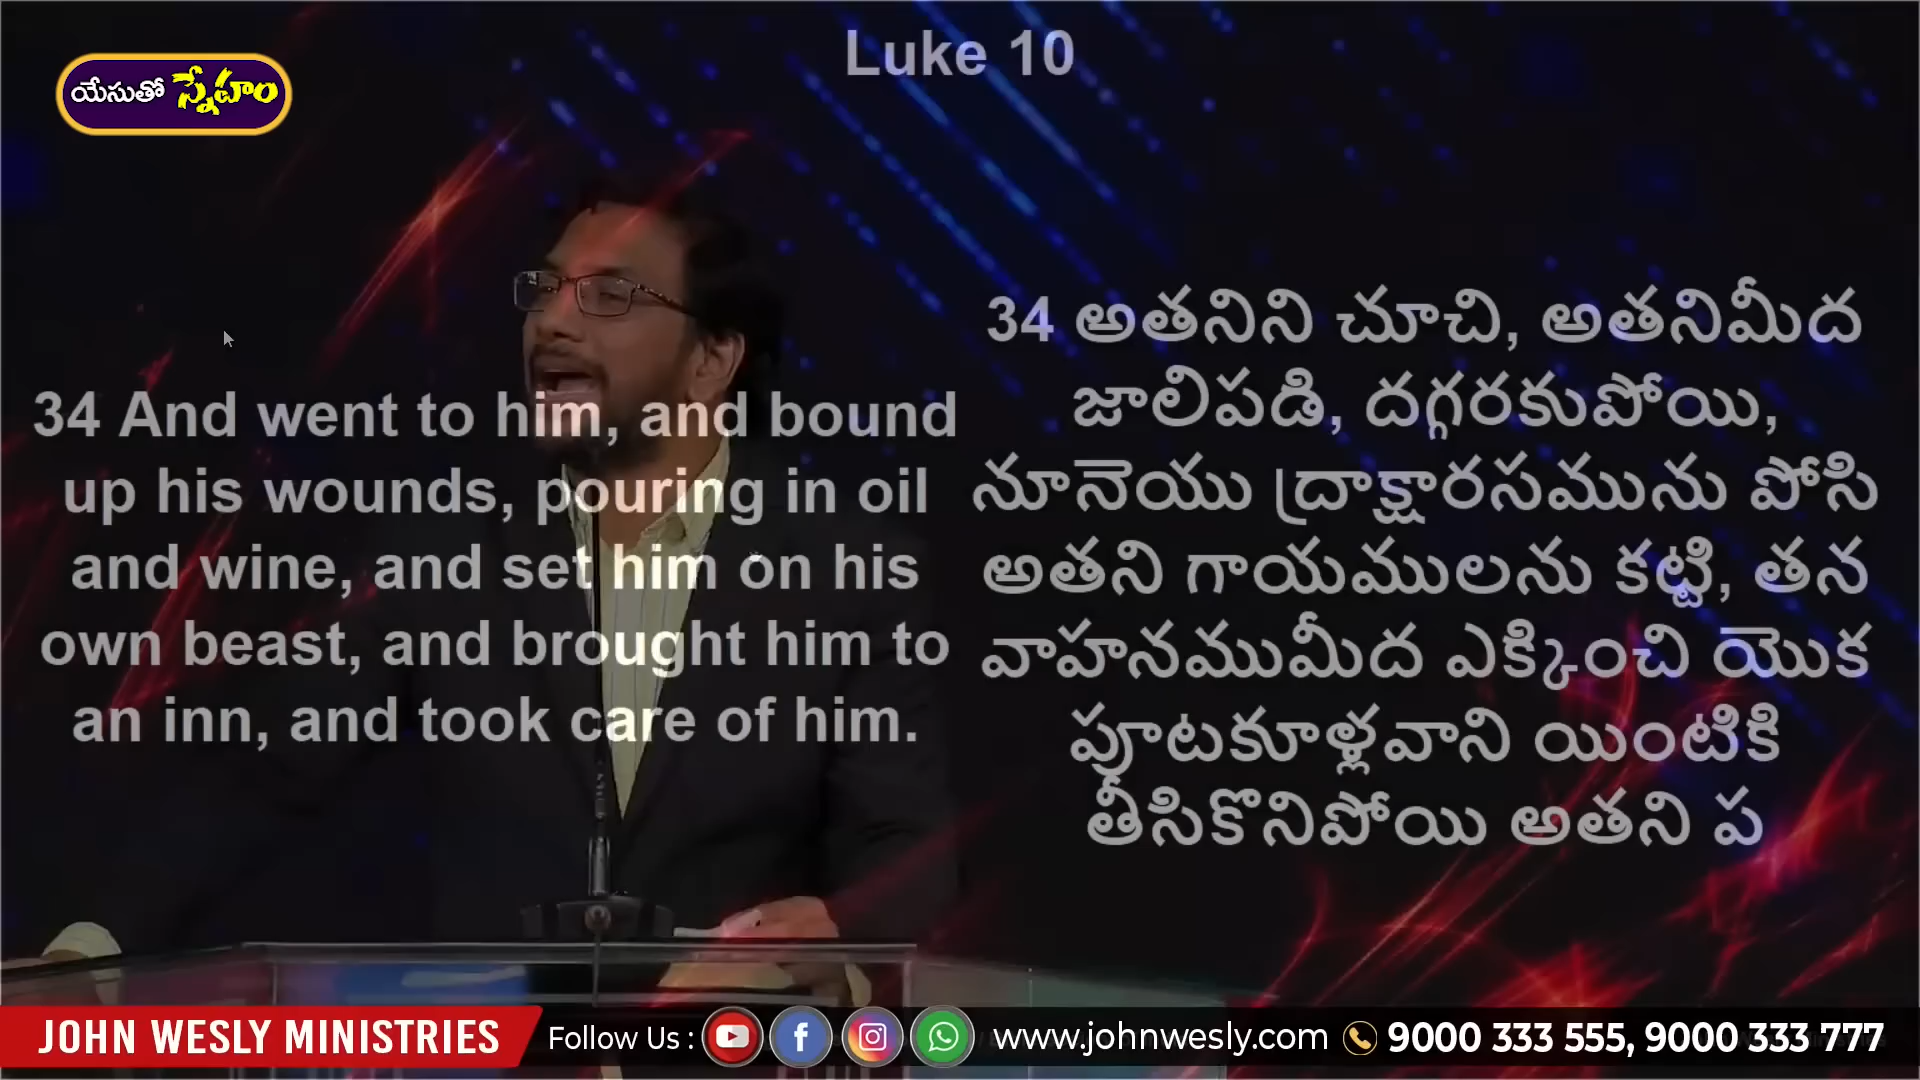 Luke 10
యేసుతో స్నేహం
34 And went to him, and bound
up his wounds, pouring in oil
and wine, and set him on his
own beast, and brought him to
an inn, and took care of him.
34 అతనిని చూచి, అతనిమీద
జాలిపడి, దగ్గరకుపోయి,
నూనెయు ద్రాక్షారసమును పోసి
అతని గాయములను కట్టి, తన
వాహనముమీద ఎక్కించి యొక
పూటకూళ్లవాని యింటికి
తీసికొనిపోయి అతని ప
JOHN WESLY MINISTRIES Follow Us : www.johnwesly.com 9000 333 555, 9000 333 777